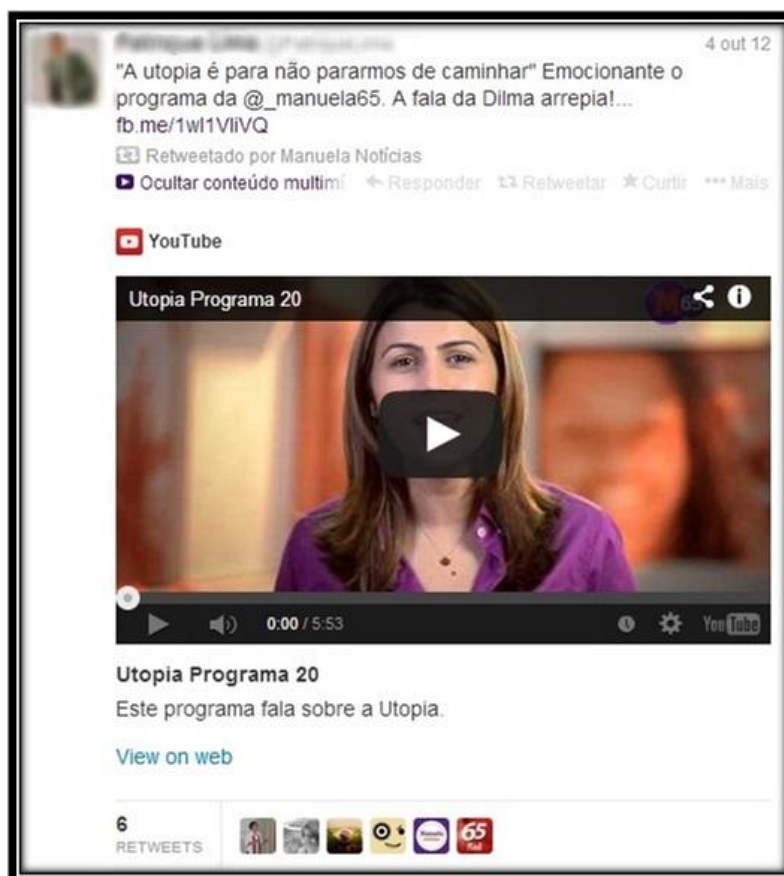 4 out 12
"A utopia é para não pararmos de caminhar" Emocionante o
programa da @_manuela65. A fala da Dilma arrepia!...
fb.me/1wl1VliVQ
Retweetado por Manuela Notícias
Ocultar conteúdo multimí Responder Retweetar Curtir Mais
YouTube
Utopia Programa 20
0:00 / 5:53
YouTube
Utopia Programa 20
Este programa fala sobre a Utopia.
View on web
6
RETWEETS
65